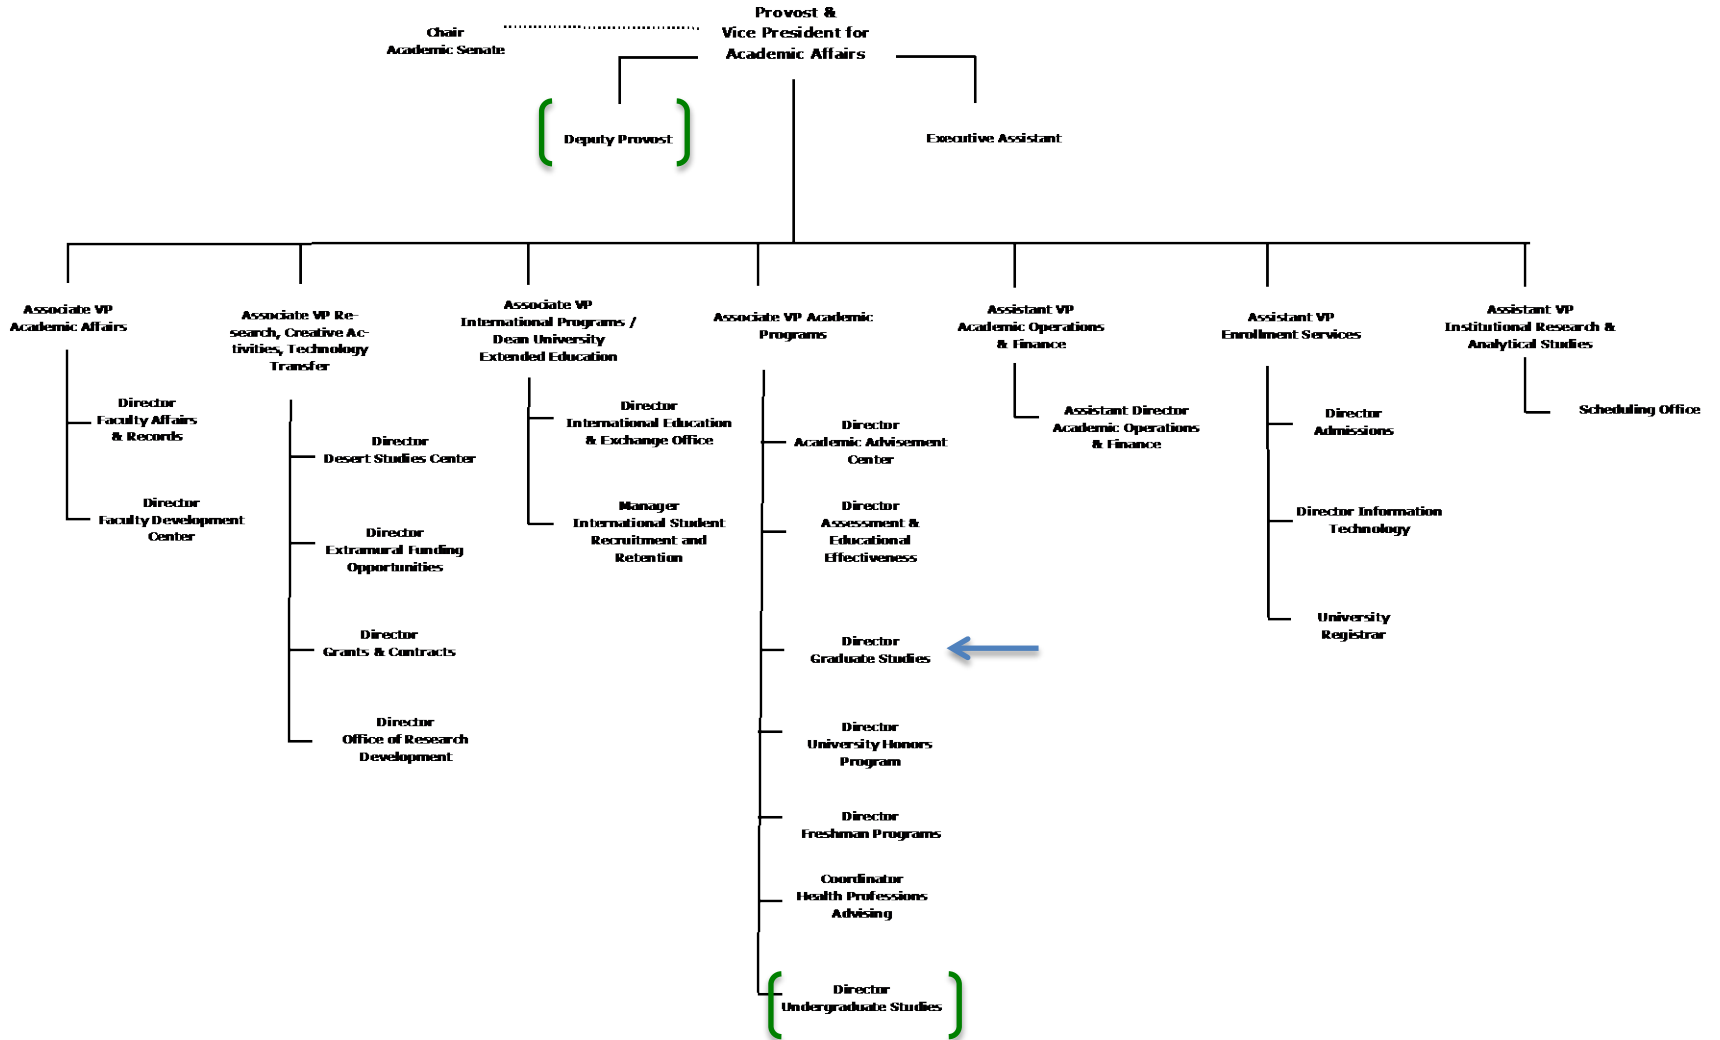 Provost &
Vice President for
Academic Affairs
Chair
Academic Senate
Deputy Provost
Executive Assistant
Associate VP
Academic Affairs
Director
Faculty Affairs
& Records
Director
Faculty Development
Center
Associate VP Re-
search, Creative Ac-
tivities, Technology
Transfer
Director
Desert Studies Center
Director
Extramural Funding
Opportunities
Director
Grants & Contracts
Director
Office of Research
Development
Associate VP
International Programs /
Dean University
Extended Education
Director
International Education
& Exchange Office
Manager
International Student
Recruitment and
Retention
Associate VP Academic
Programs
Director
Academic Advisement
Center
Director
Assessment &
Educational
Effectiveness
Director
Graduate Studies
Director
University Honors
Program
Director
Freshman Programs
Coordinator
Health Professions
Advising
Director
Undergraduate Studies
Assistant VP
Academic Operations
& Finance
Assistant Director
Academic Operations
& Finance
Assistant VP
Enrollment Services
Director
Admissions
Director Information
Technology
University
Registrar
Assistant VP
Institutional Research &
Analytical Studies
Scheduling Office